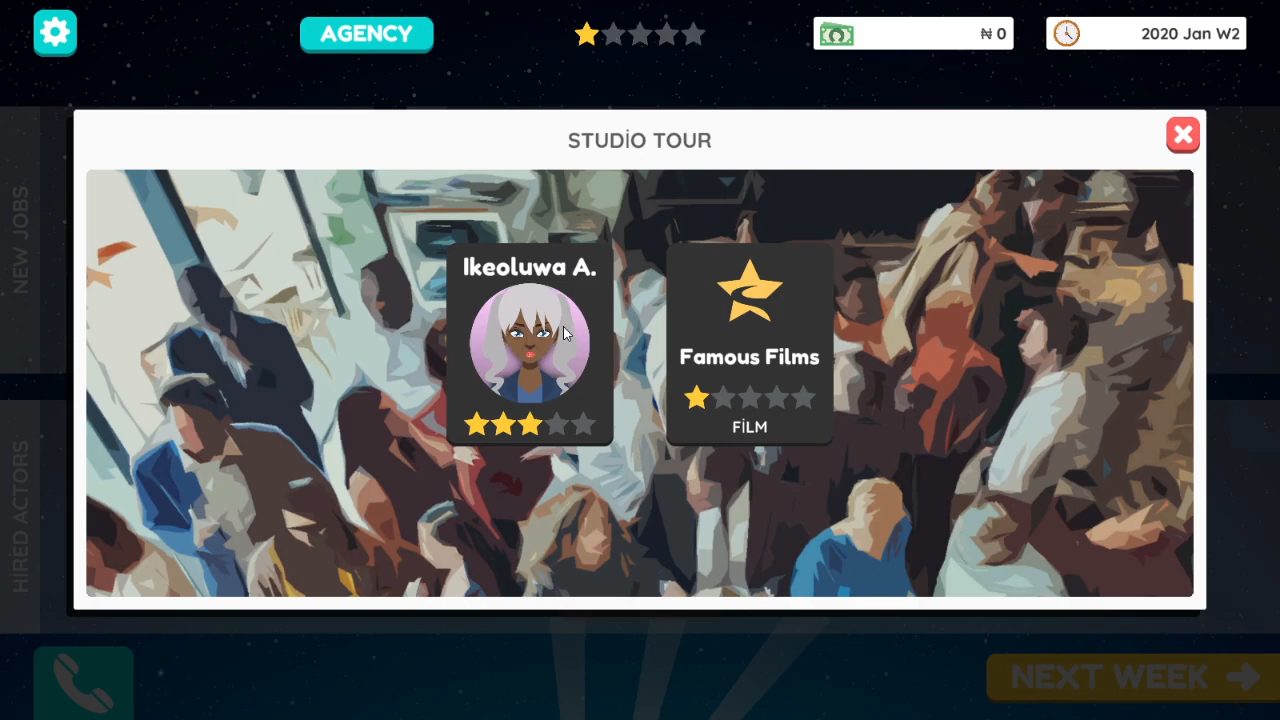 AGENCY
₦ 0
2020 Jan W2
STUDİO TOUR
NEW JOBS
Ikeoluwa A.
Famous Films
FİLM
HİRED ACTORS
NEXT WEEK